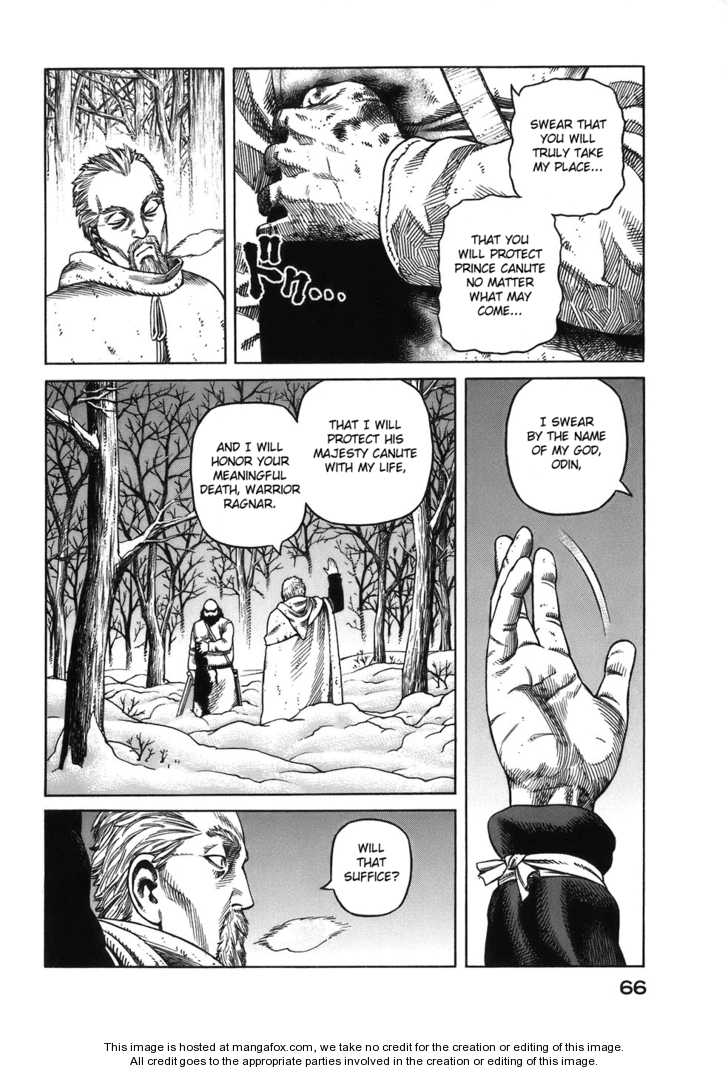 SWEAR THAT
YOU WILL
TRULY TAKE
MY PLACE...
THAT YOU
WILL PROTECT
PRINCE CANUTE
NO MATTER
WHAT MAY
COME...
ドクン...
I SWEAR
BY THE NAME
OF MY GOD,
ODIN,
THAT I WILL
PROTECT HIS
MAJESTY CANUTE
WITH MY LIFE,
AND I WILL
HONOR YOUR
MEANINGFUL
DEATH, WARRIOR
RAGNAR.
WILL
THAT
SUFFICE?
66
This image is hosted at mangafox.com, we take no credit for the creation or editing of this image.
All credit goes to the appropriate parties involved in the creation or editing of this image.